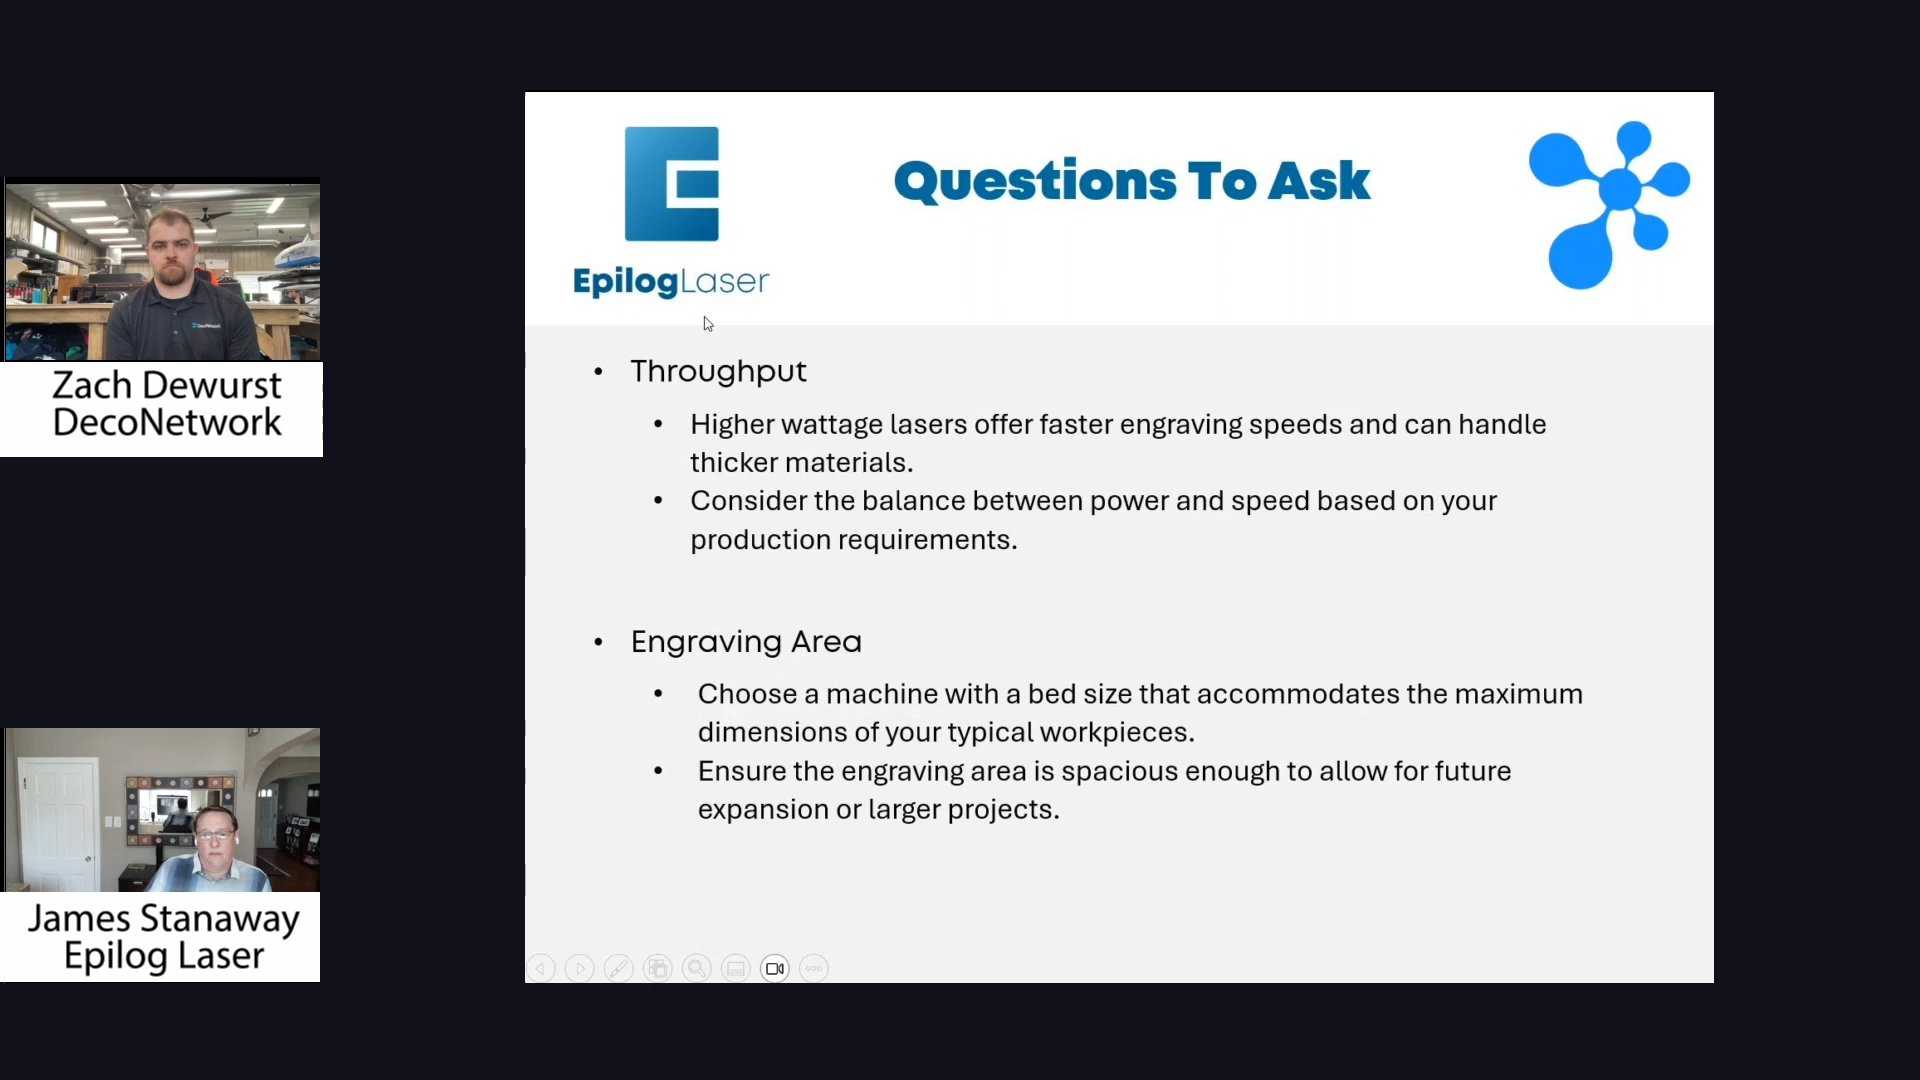 Zach Dewurst
DecoNetwork
James Stanaway
Epilog Laser
EpilogLaser
Questions To Ask
• Throughput
• Higher wattage lasers offer faster engraving speeds and can handle
thicker materials.
• Consider the balance between power and speed based on your
production requirements.
• Engraving Area
• Choose a machine with a bed size that accommodates the maximum
dimensions of your typical workpieces.
• Ensure the engraving area is spacious enough to allow for future
expansion or larger projects.
DecoNetwork